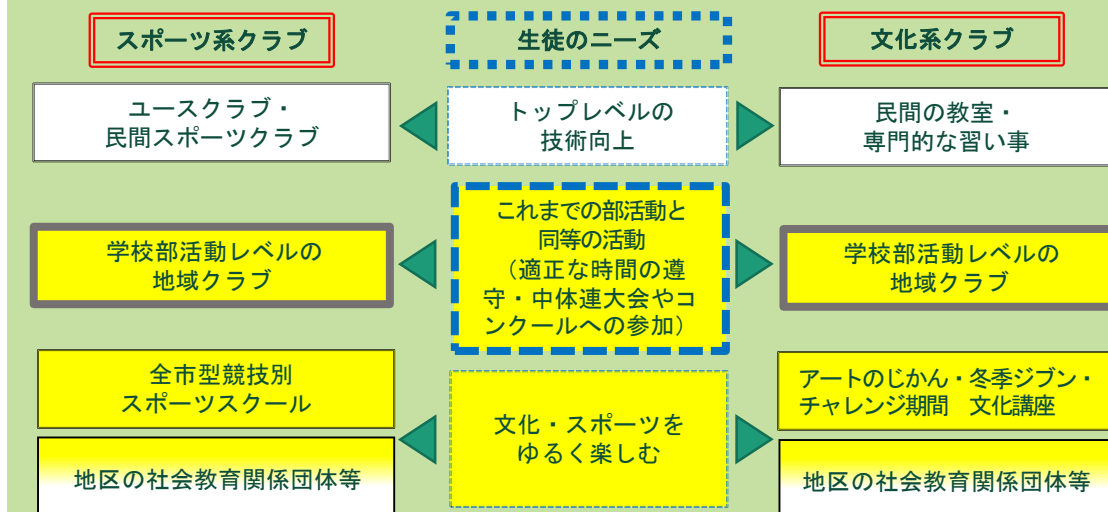 スポーツ系クラブ
生徒のニーズ
文化系クラブ
ユースクラブ・
民間スポーツクラブ
トップレベルの
技術向上
民間の教室・
専門的な習い事
学校部活動レベルの
地域クラブ
これまでの部活動と
同等の活動
（適正な時間の遵
守・中体連大会やコ
ンクールへの参加）
学校部活動レベルの
地域クラブ
全市型競技別
スポーツスクール
文化・スポーツを
ゆるく楽しむ
アートのじかん・冬季ジブン・
チャレンジ期間　文化講座
地区の社会教育関係団体等
地区の社会教育関係団体等